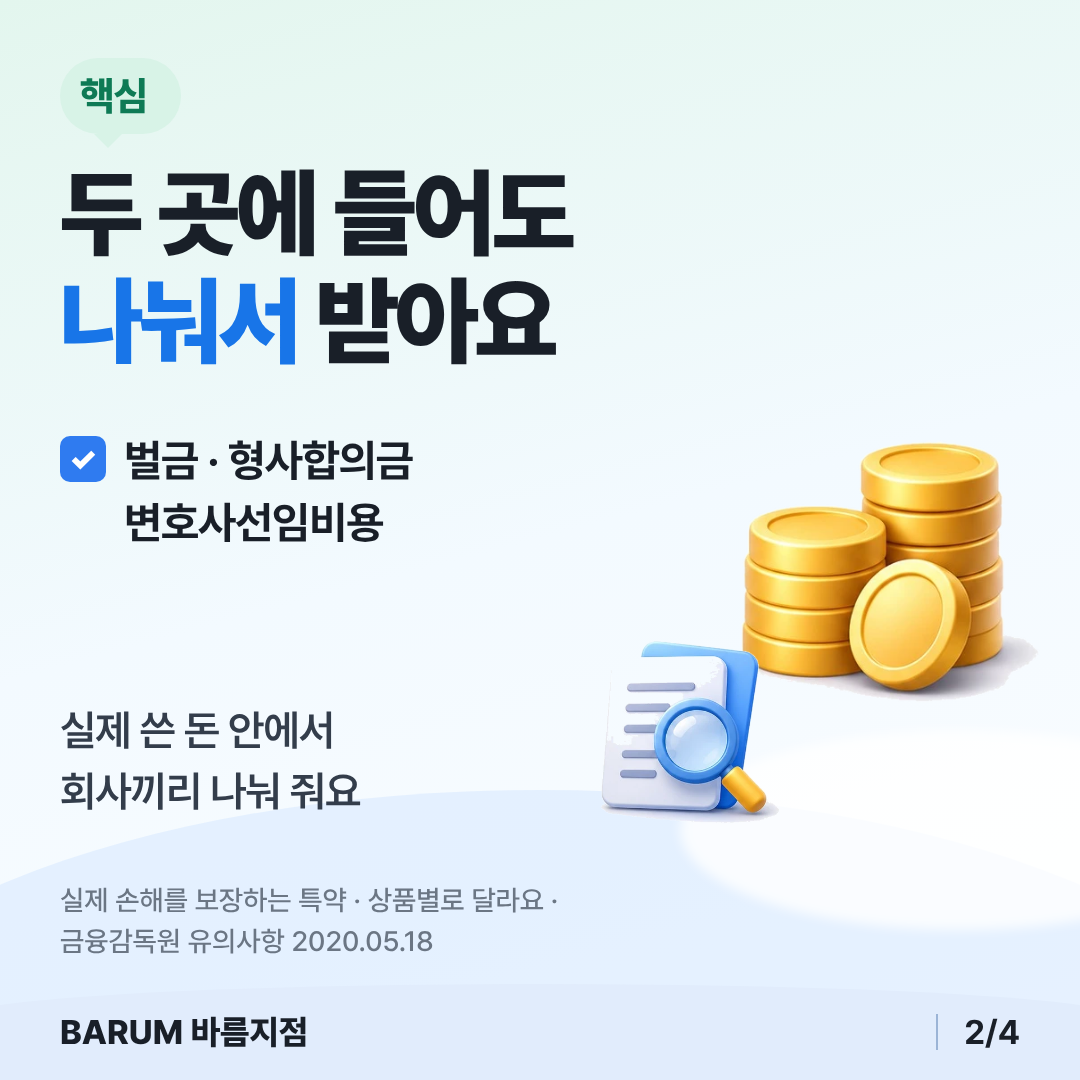 핵심
두 곳에 들어도
나눠서 받아요
벌금 · 형사합의금
변호사선임비용
실제 쓴 돈 안에서
회사끼리 나눠 줘요
실제 손해를 보장하는 특약 · 상품별로 달라요 ·
금융감독원 유의사항 2020.05.18
BARUM 바름지점
2/4